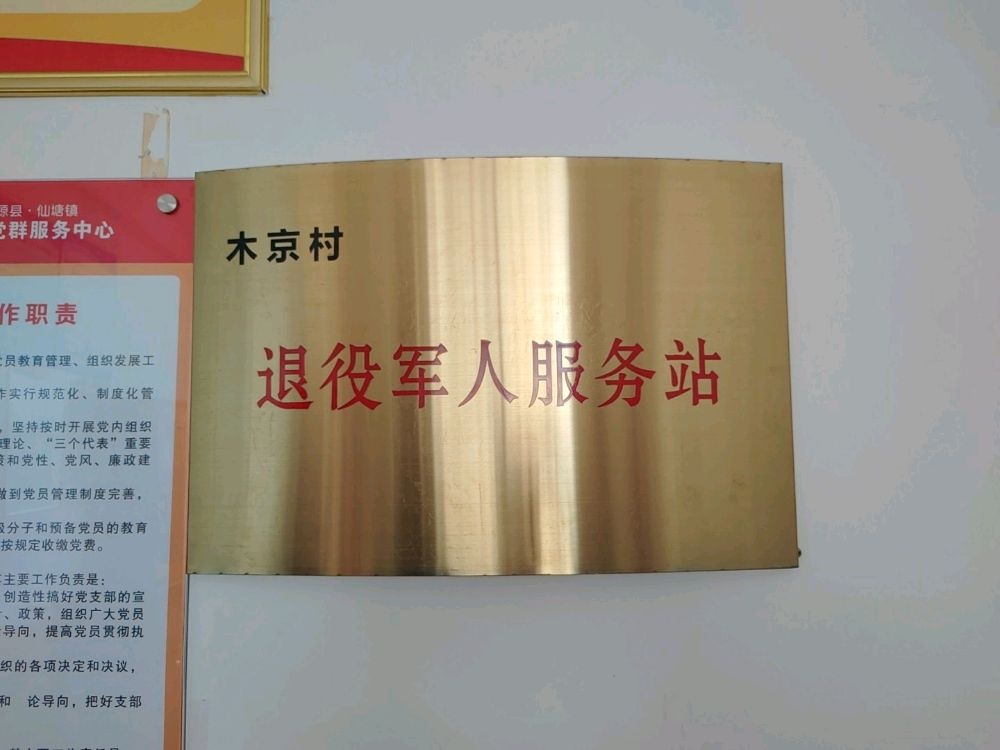 源县·仙塘镇
党群服务中心
作职责
党员教育管理、组织发展工
作实行规范化、制度化管
，坚持按时开展党内组织
理论、“三个代表”重要
策和党性、党风、廉政建
做到党员管理制度完善，
极分子和预备党员的教育
按规定收缴党费。
主要工作负责是：
创造性搞好党支部的宣
、政策，组织广大党员
导向，提高党员贯彻执
织的各项决定和决议，
和 论导向，把好支部
木京村
退役军人服务站